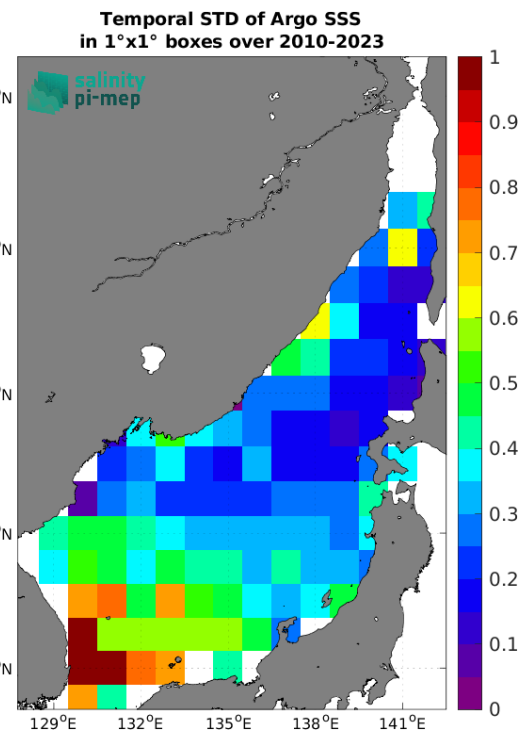 Temporal STD of Argo SSS
in 1°x1° boxes over 2010-2023
salinity
pi-mep
N
N
N
N
N
129°E 132°E 135°E 138°E 141°E
1
0.9
0.8
0.7
0.6
0.5
0.4
0.3
0.2
0.1
0